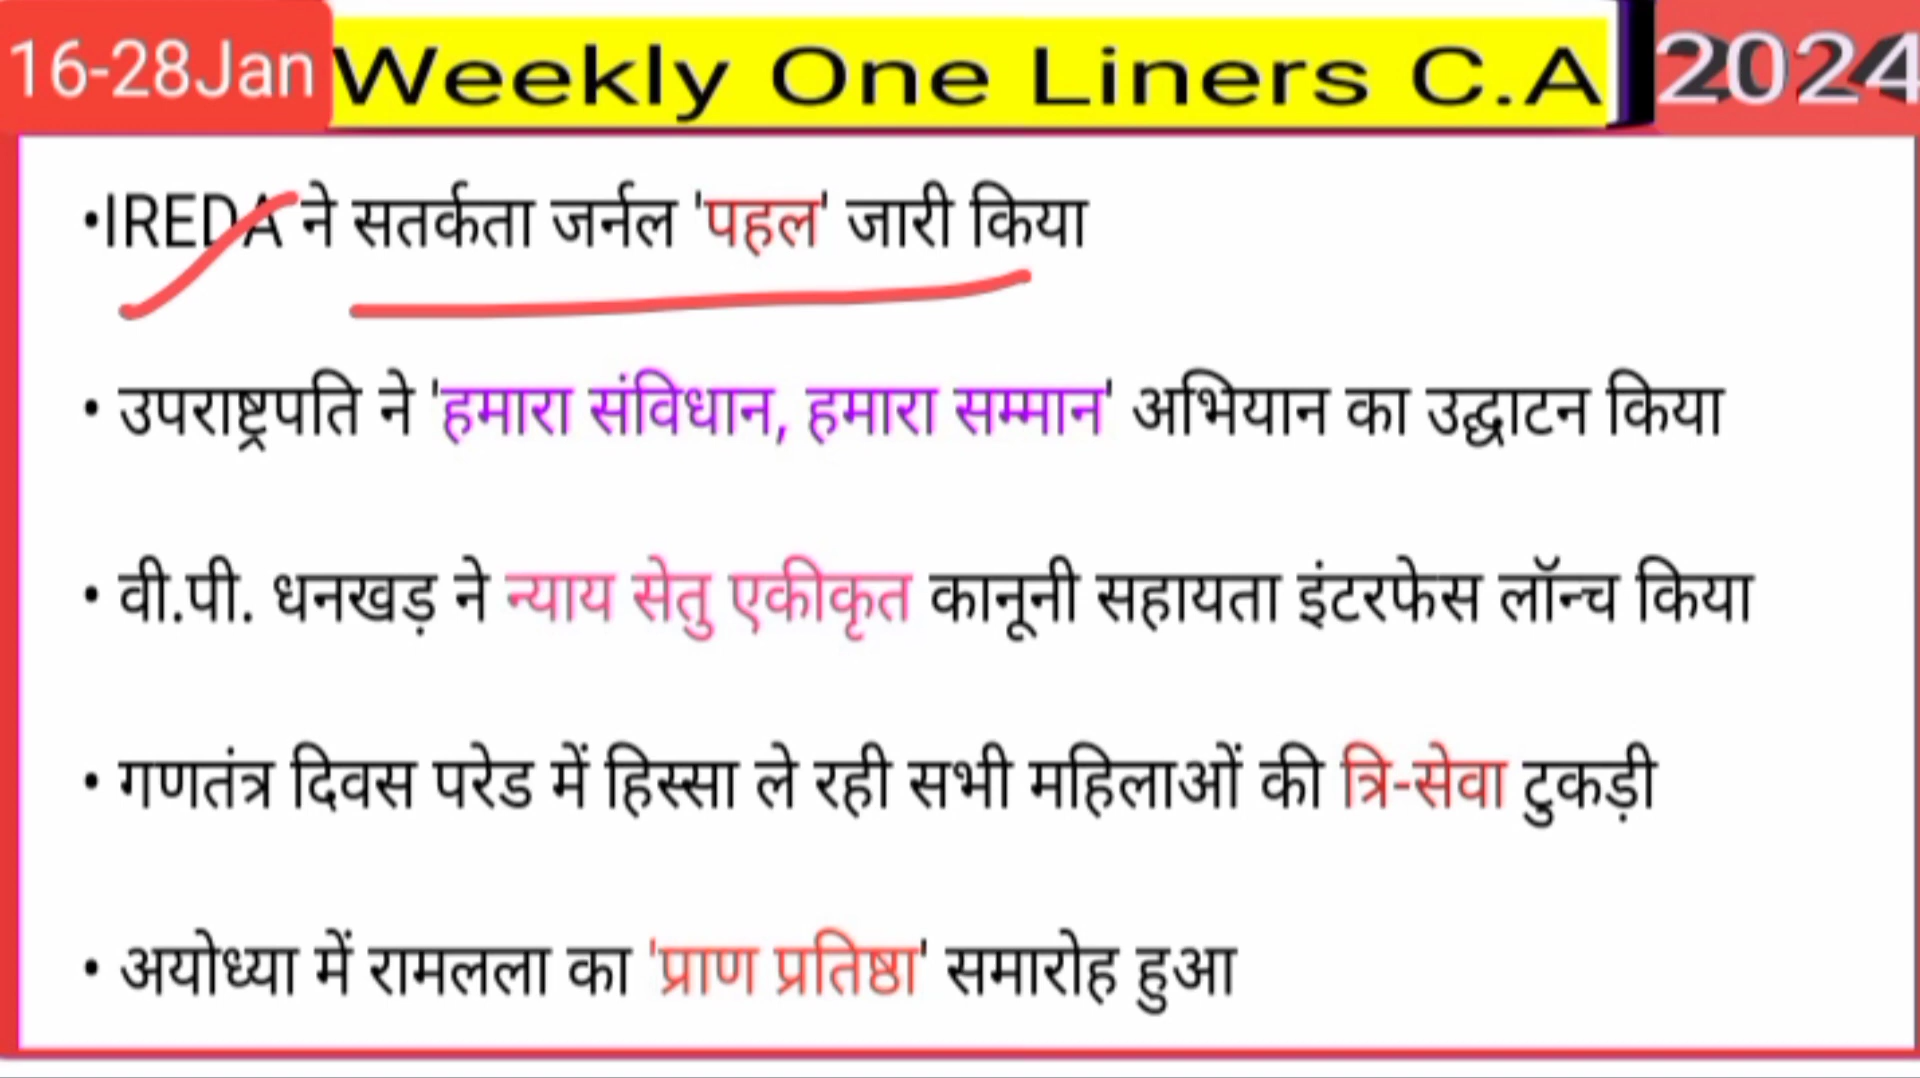 16-28Jan Weekly One Liners C.A 2024
•IREDA ने सतर्कता जर्नल 'पहल' जारी किया
• उपराष्ट्रपति ने 'हमारा संविधान, हमारा सम्मान' अभियान का उद्घाटन किया
• वी.पी. धनखड़ ने न्याय सेतु एकीकृत कानूनी सहायता इंटरफेस लॉन्च किया
• गणतंत्र दिवस परेड में हिस्सा ले रही सभी महिलाओं की त्रि-सेवा टुकड़ी
• अयोध्या में रामलला का 'प्राण प्रतिष्ठा' समारोह हुआ